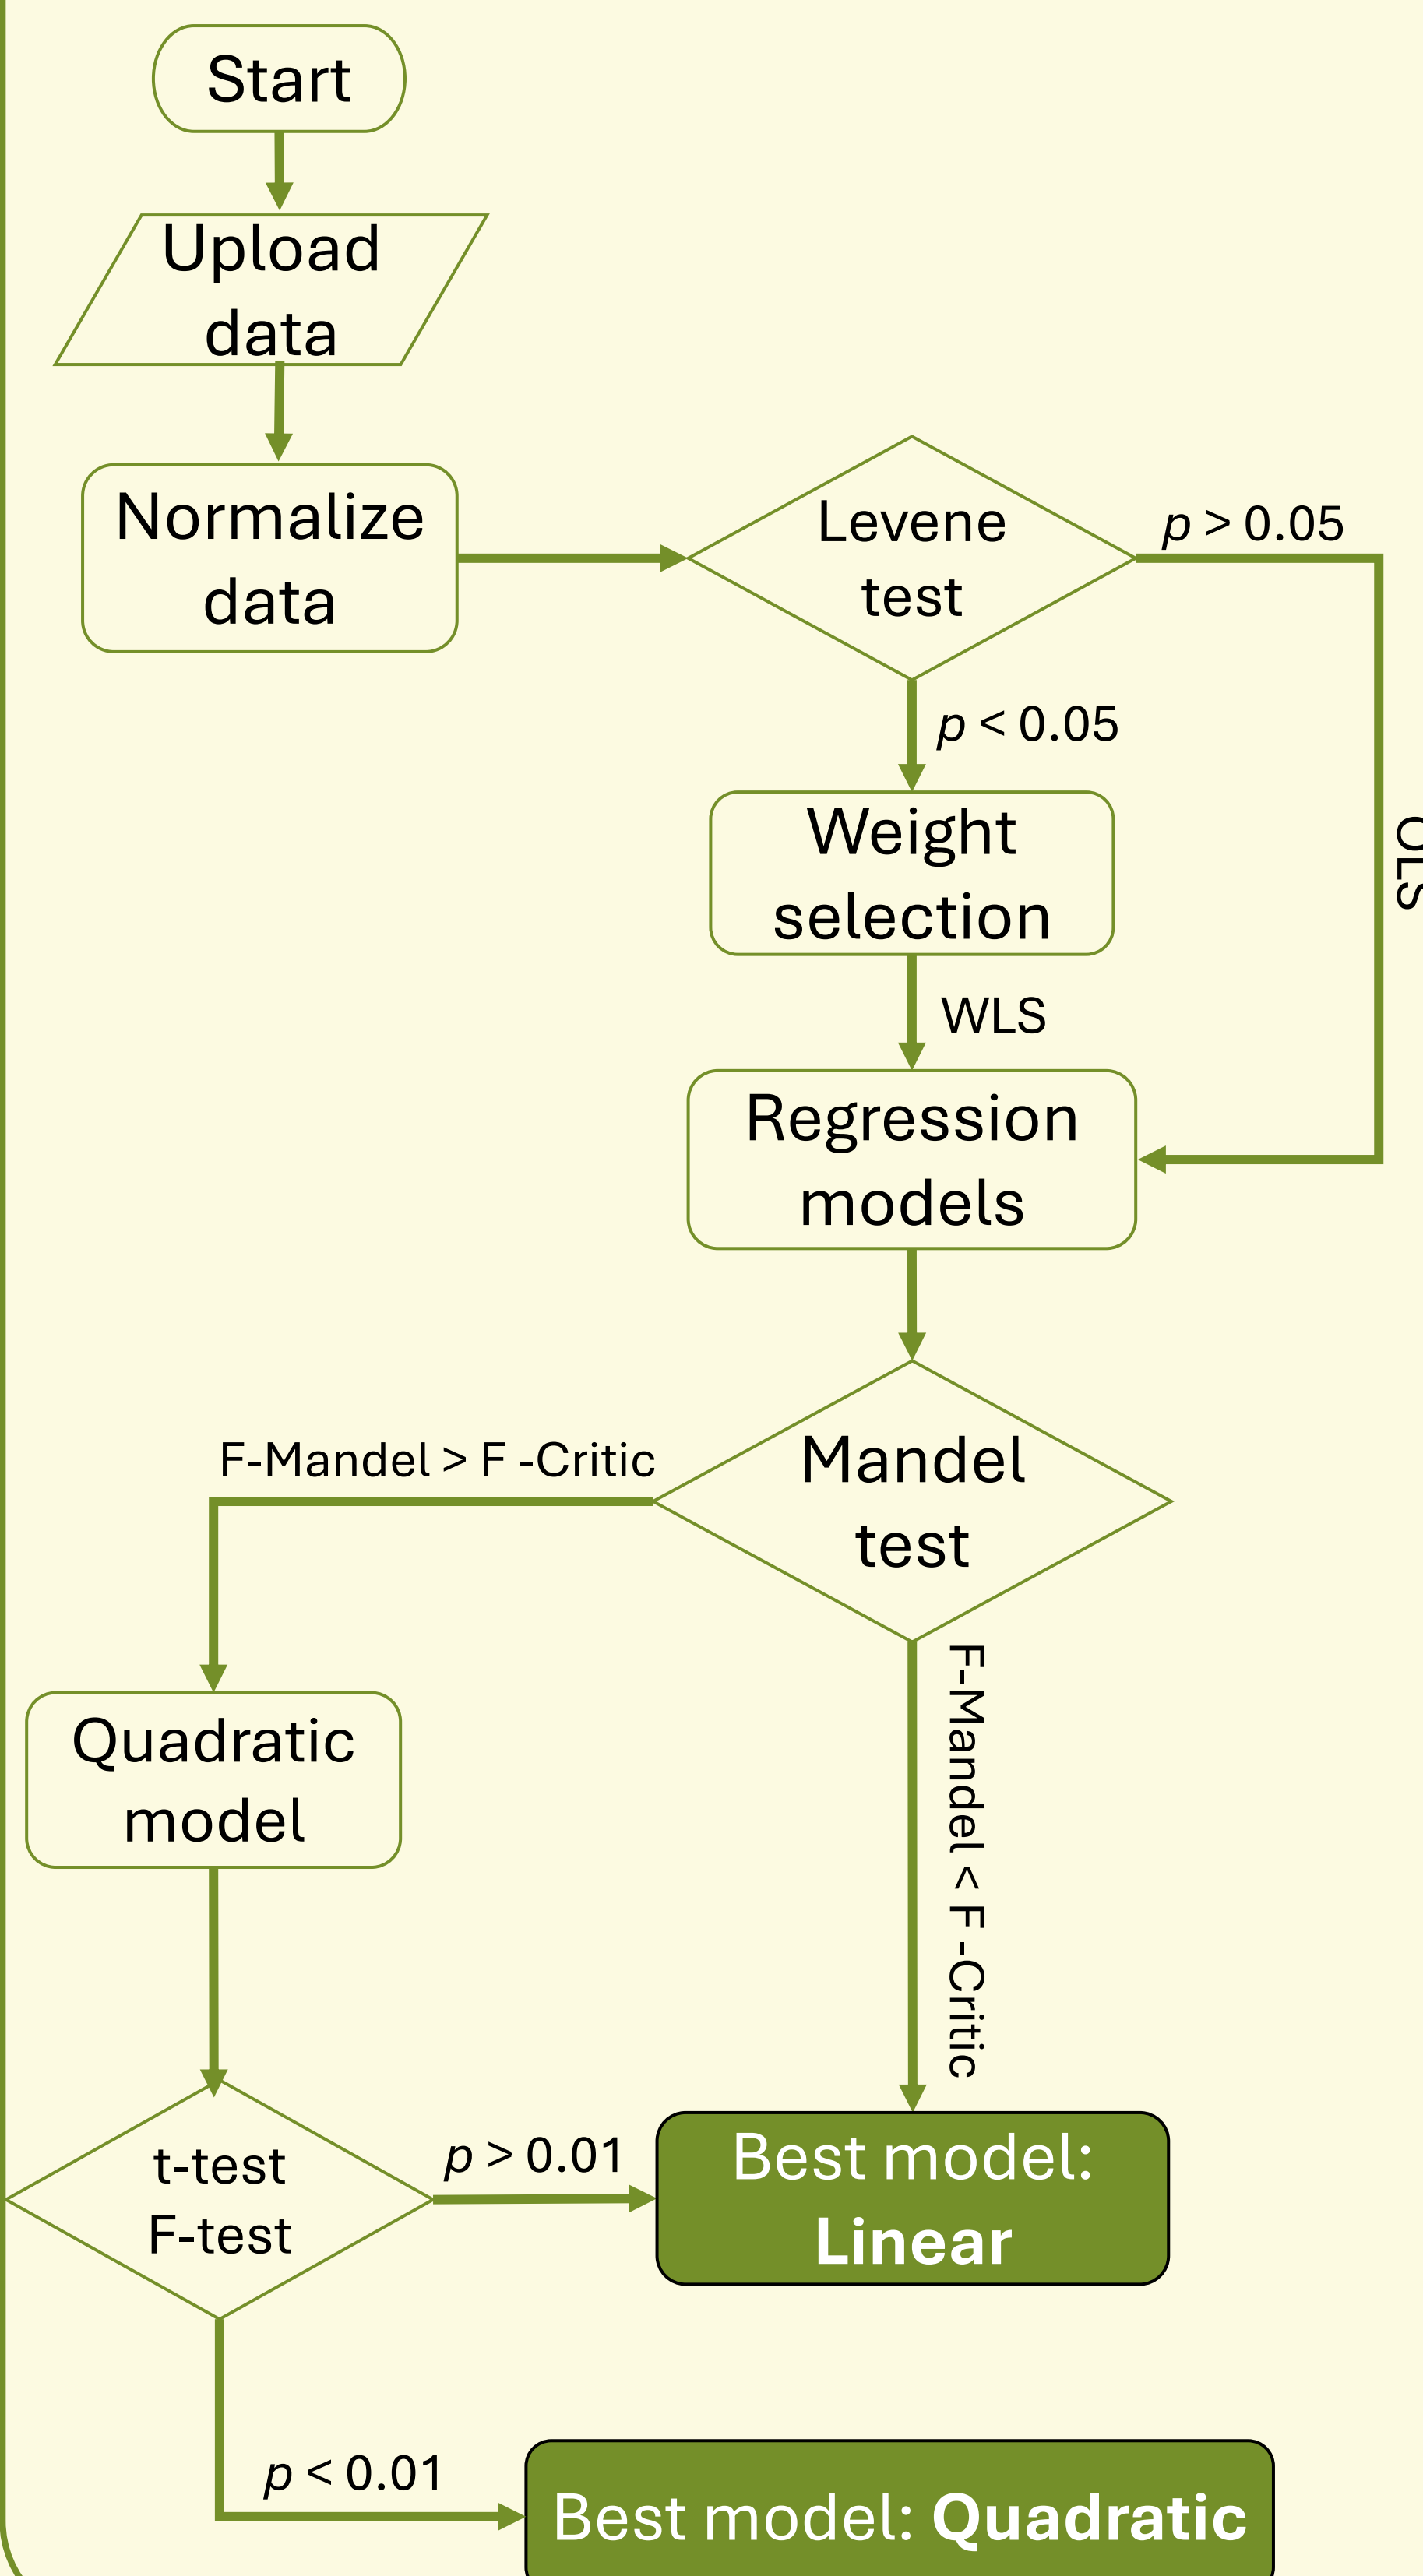 Start
Upload
data
Normalize
data
Levene
test
p > 0.05
p < 0.05
Weight
selection
OLS
WLS
Regression
models
F-Mandel > F -Critic
Mandel
test
F-Mandel < F -Critic
Quadratic
model
t-test
F-test
p > 0.01
Best model:
Linear
p < 0.01
Best model: Quadratic